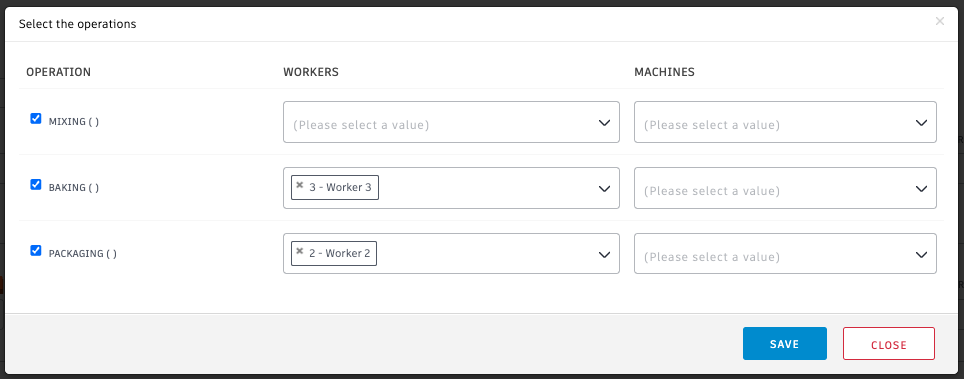 Select the operations
×
OPERATION WORKERS MACHINES
MIXING ( ) (Please select a value) (Please select a value)
BAKING ( ) × 3 - Worker 3 (Please select a value)
PACKAGING ( ) × 2 - Worker 2 (Please select a value)
SAVE CLOSE